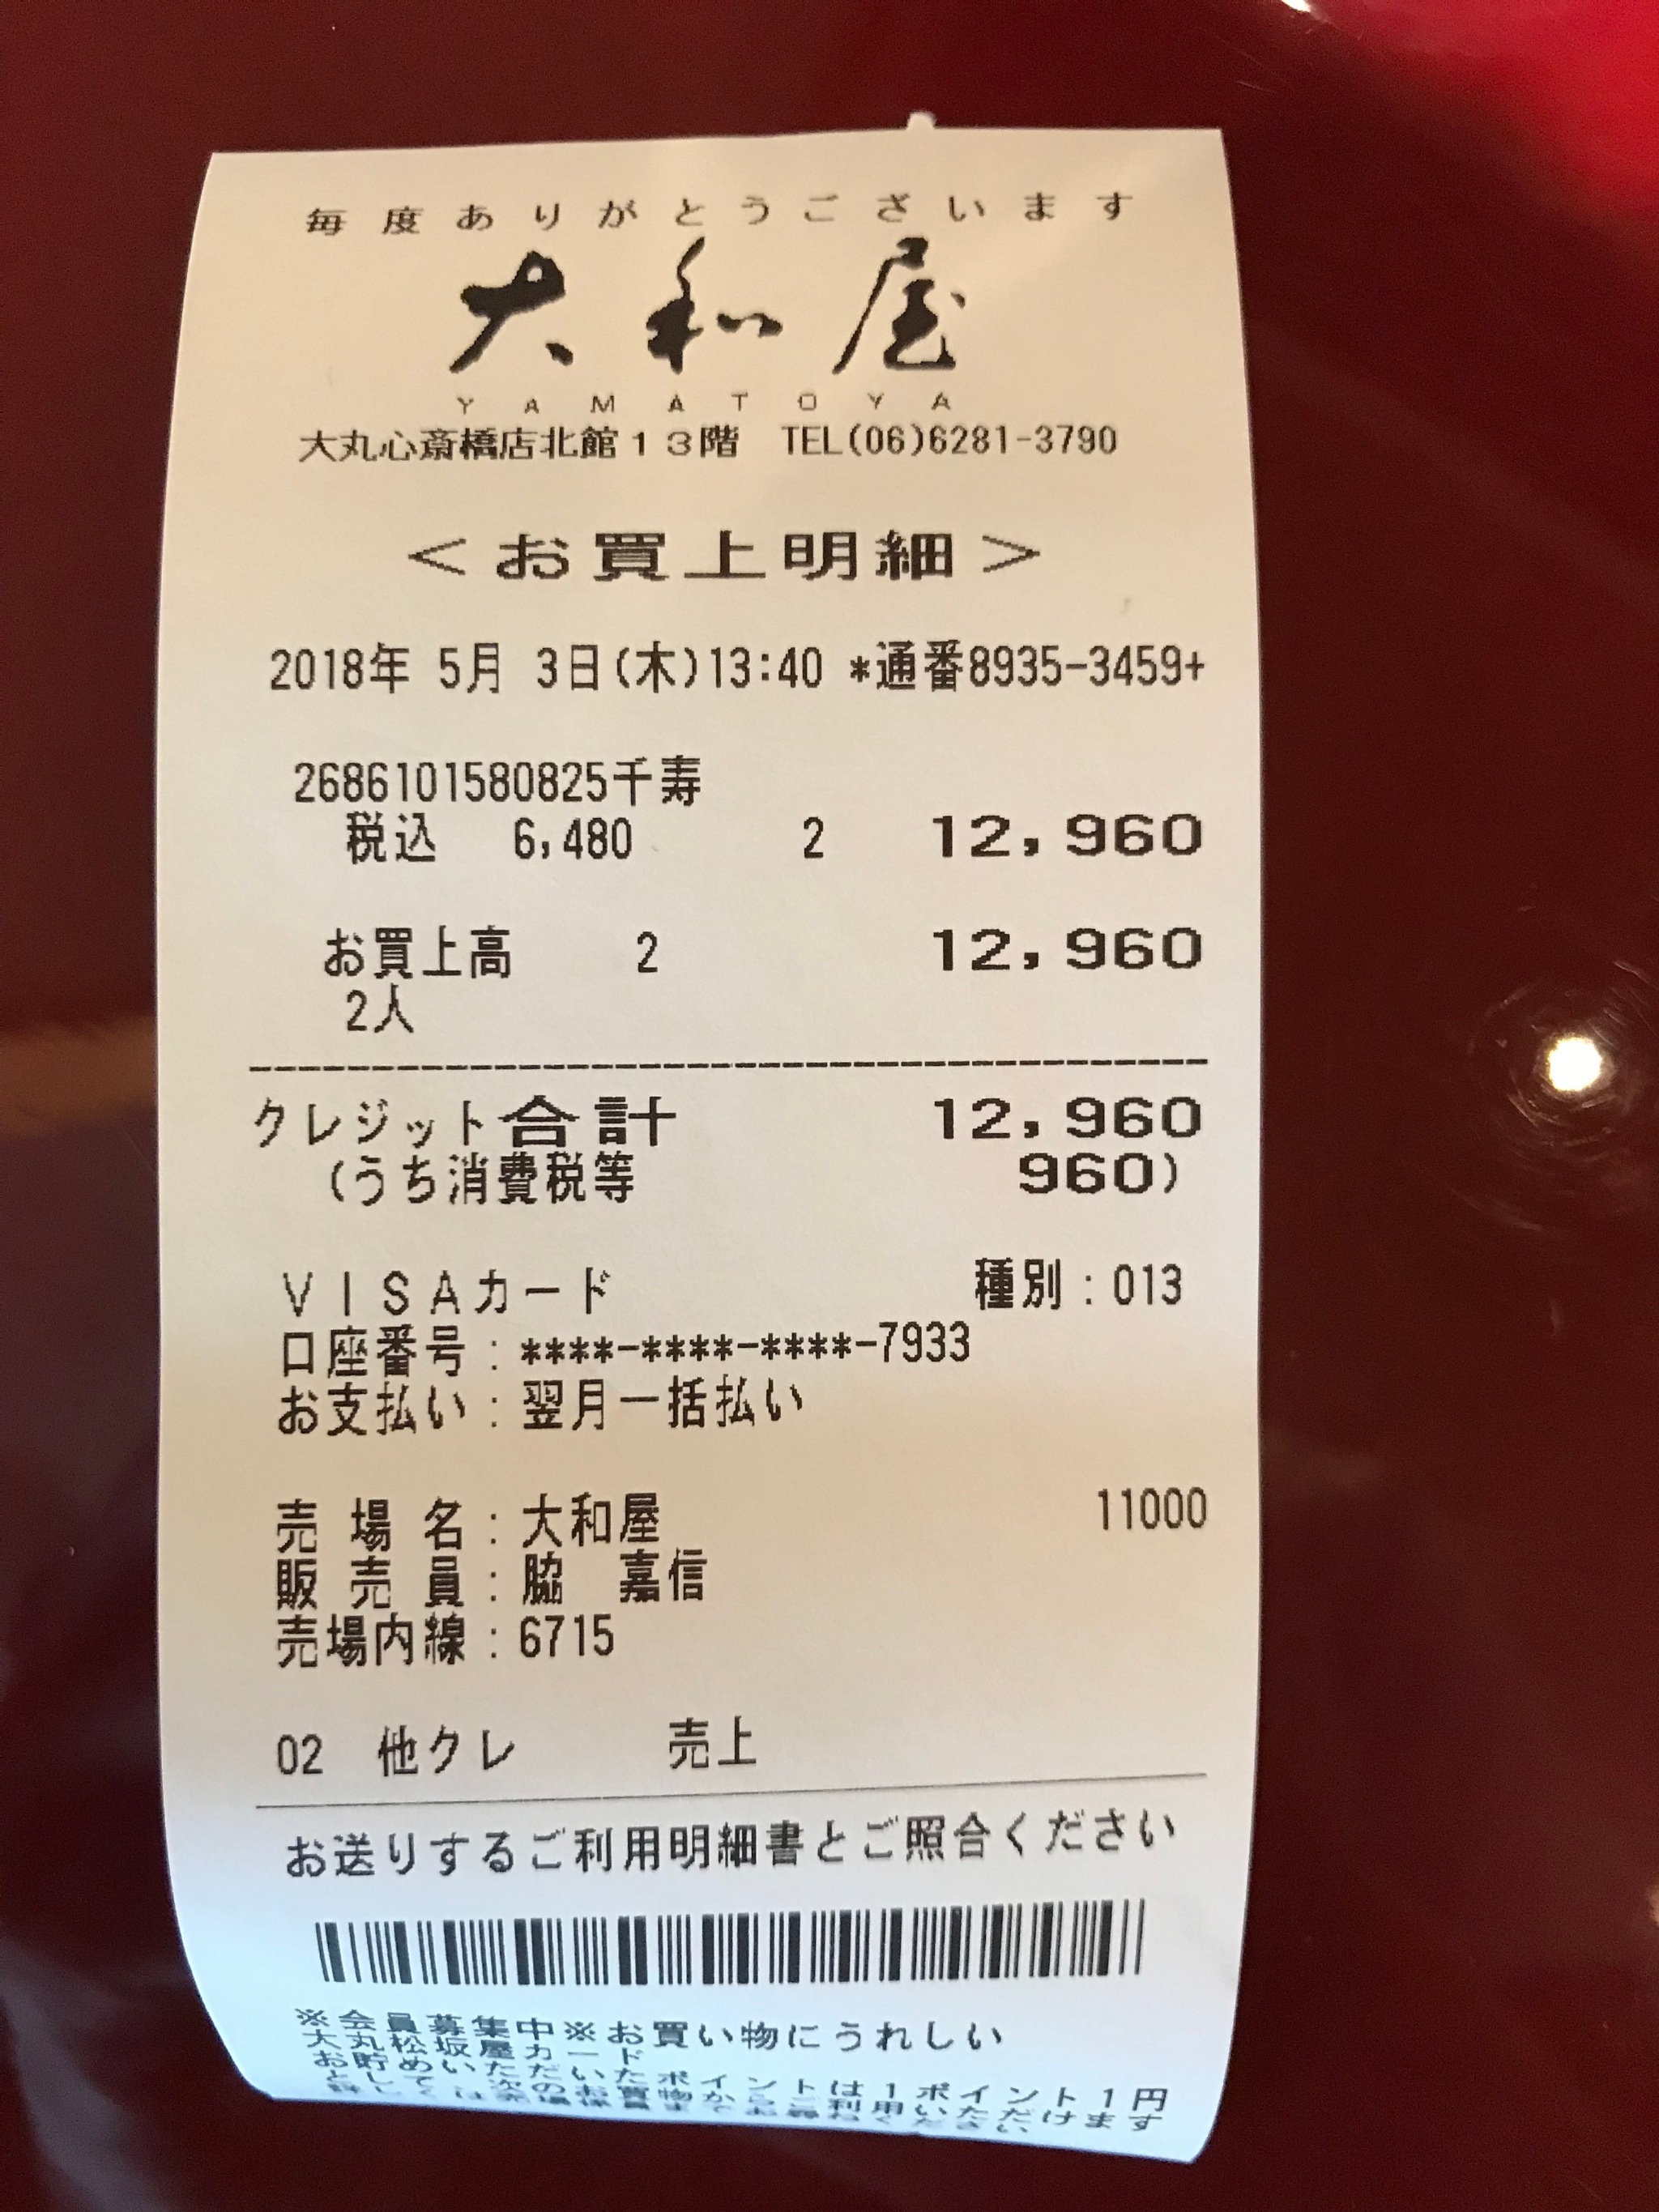 毎度ありがとうございます
大和屋
YAMATOYA
大丸心斎橋店北館13階 TEL(06)6281-3790
＜お買上明細＞
2018年 5月 3日(木)13:40 *通番8935-3459+
2686101580825千寿
税込 6,480 2 12,960
お買上高 2 12,960
2人
クレジット合計 12,960
(うち消費税等 960)
VISAカード 種別:013
口座番号:****-****-****-7933
お支払い:翌月一括払い
売場名:大和屋 11000
販売員:脇 嘉信
売場内線:6715
02 他クレ 売上
お送りするご利用明細書とご照合ください
※会員募集中※お買い物にうれしい
大丸松坂屋カード
お貯めいただいたポイントは1ポイント1円
として次のお買物からご利用いただけます